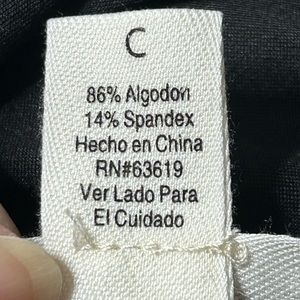 C
86% Algodon
14% Spandex
Hecho en China
RN#63619
Ver Lado Para
El Cuidado